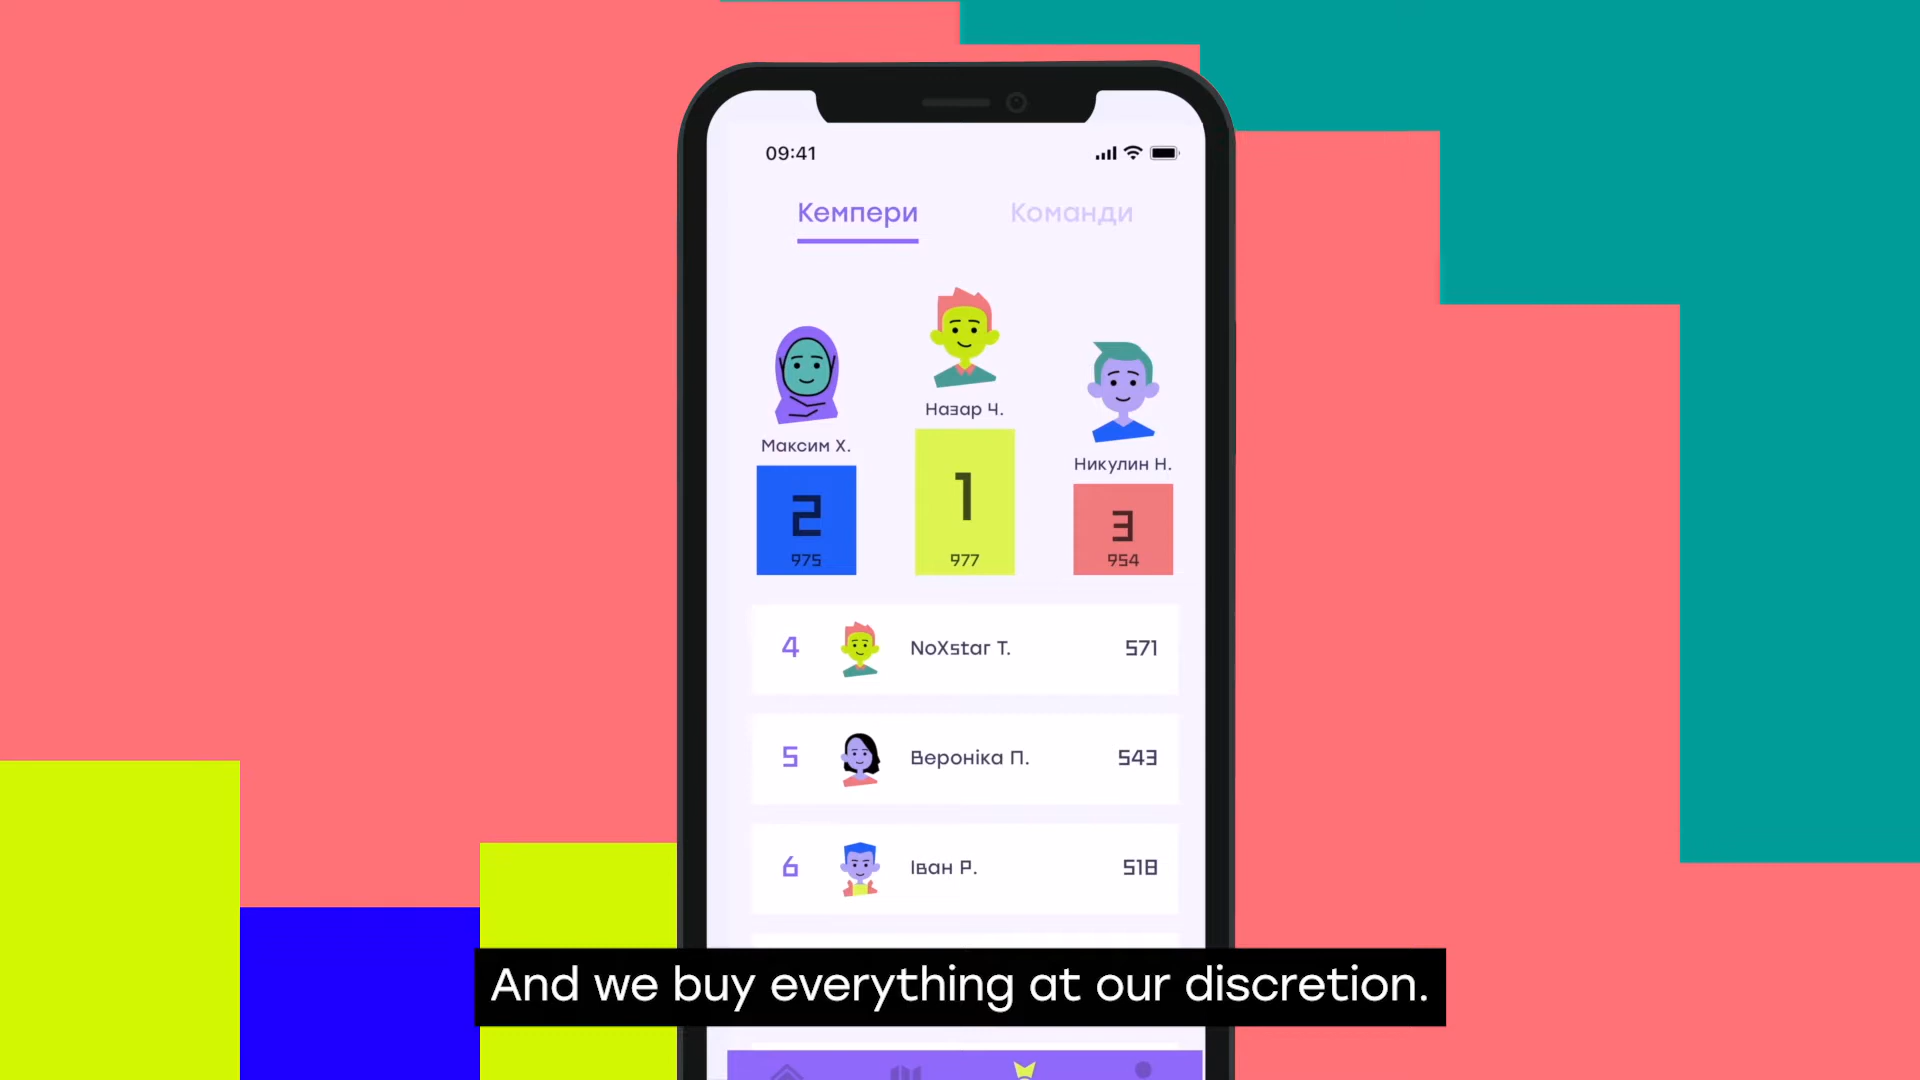 09:41
Кемпери
Команди
Назар Ч.
Максим Х.
Никулин Н.
2
1
3
975
977
954
4 NoXstar T. 571
5 Вероніка П. 543
6 Іван Р. 518
And we buy everything at our discretion.